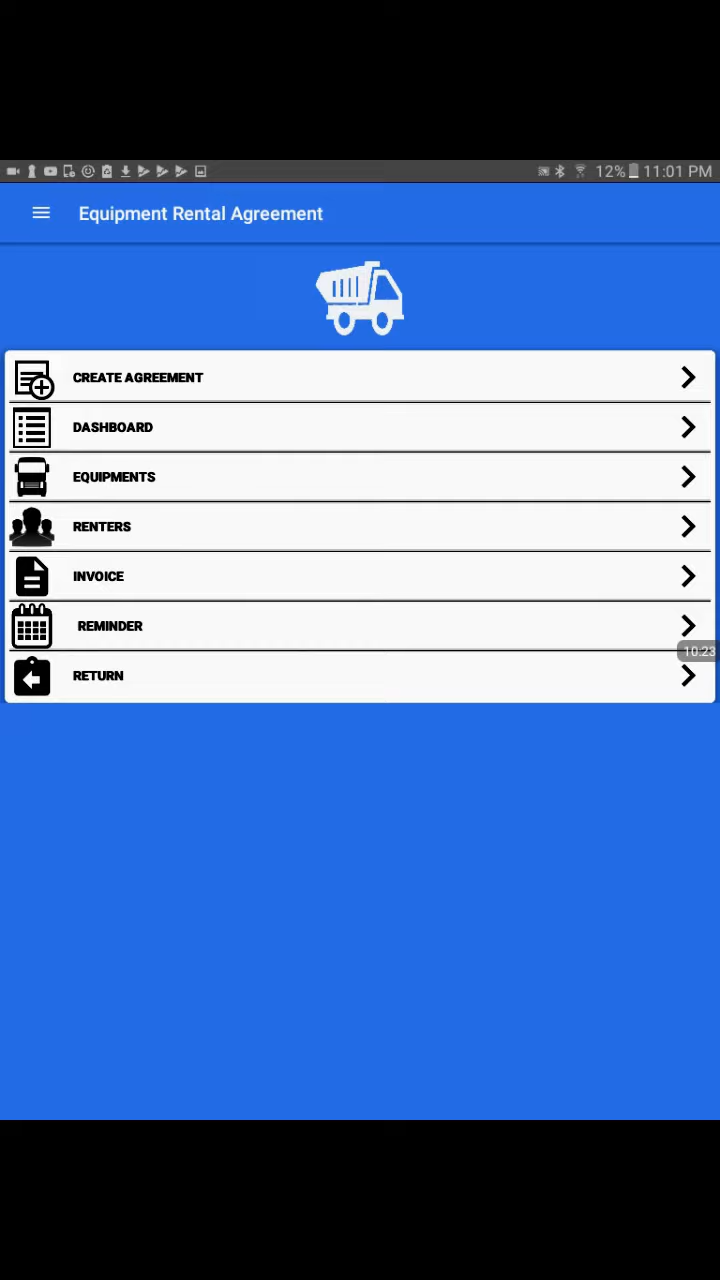 12% 11:01 PM
Equipment Rental Agreement
CREATE AGREEMENT
DASHBOARD
EQUIPMENTS
RENTERS
INVOICE
REMINDER
10:23
RETURN